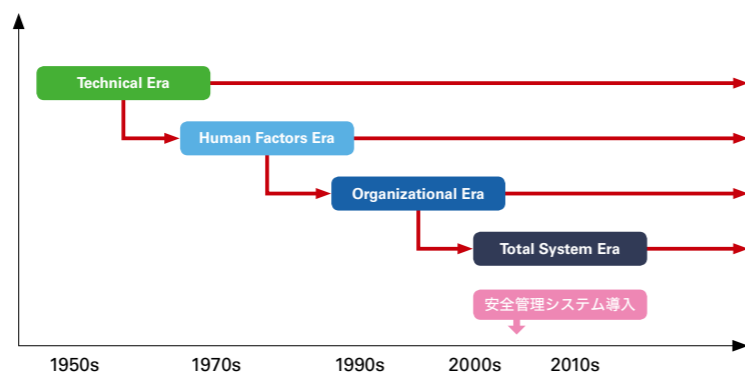 Technical Era
Human Factors Era
Organizational Era
Total System Era
安全管理システム導入
1950s
1970s
1990s
2000s
2010s